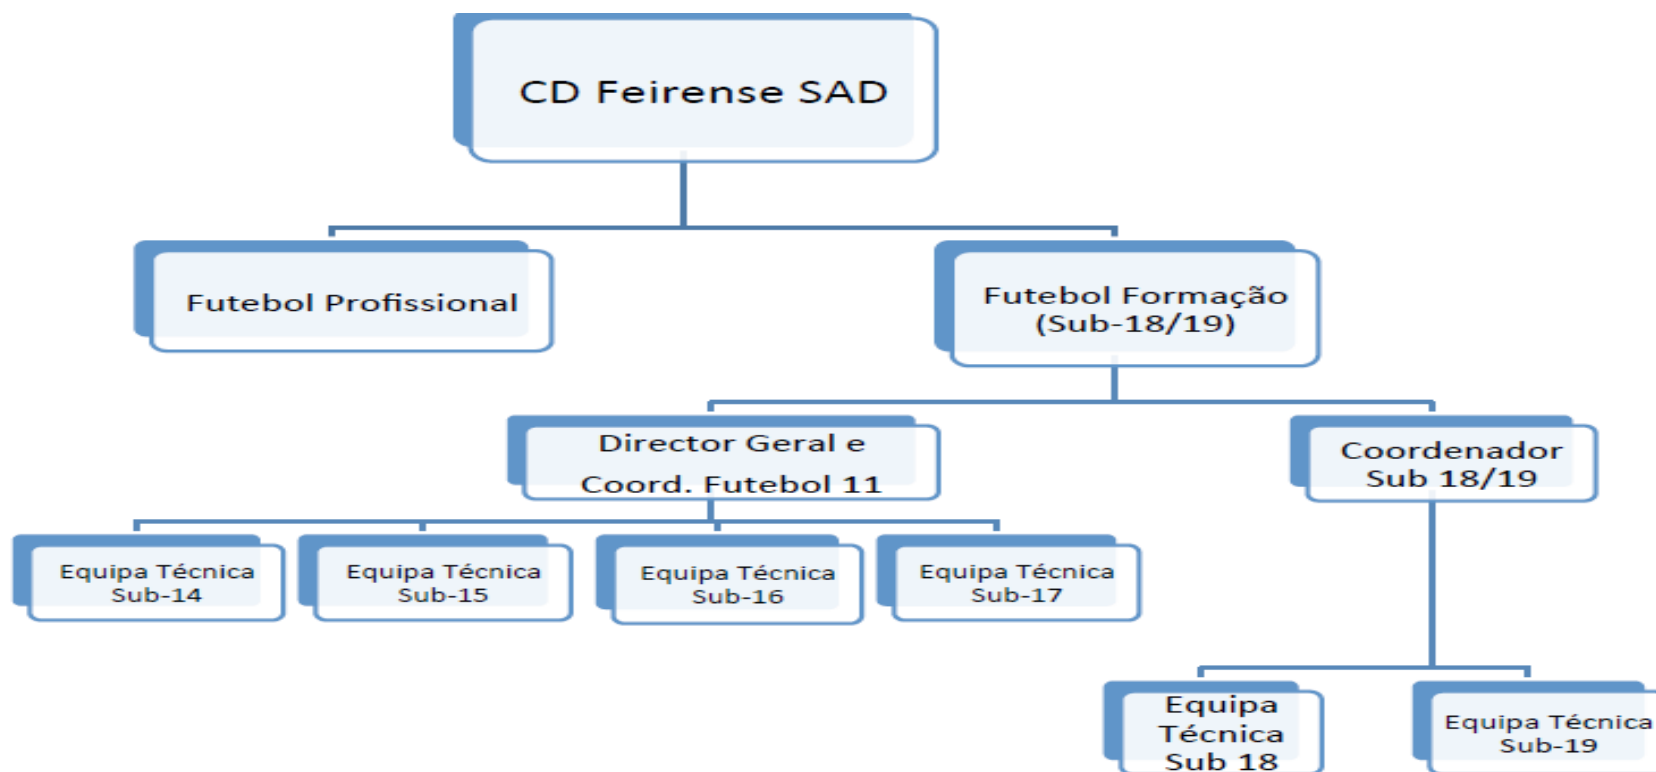 CD Feirense SAD
Futebol Profissional
Futebol Formação
(Sub-18/19)
Director Geral e
Coord. Futebol 11
Coordenador
Sub 18/19
Equipa Técnica
Sub-14
Equipa Técnica
Sub-15
Equipa Técnica
Sub-16
Equipa Técnica
Sub-17
Equipa
Técnica
Sub 18
Equipa Técnica
Sub-19